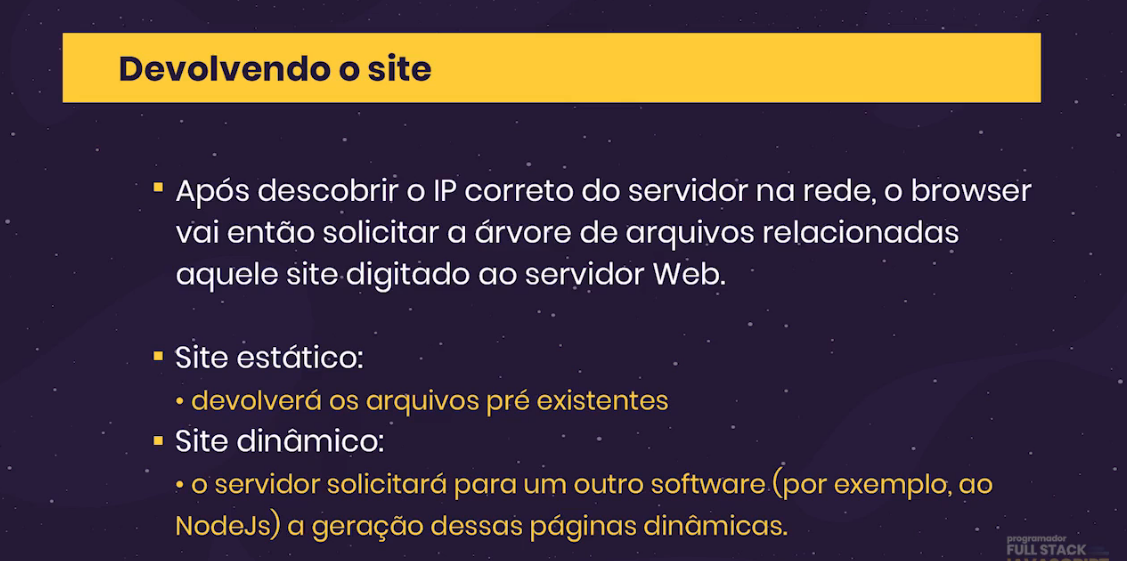 Devolvendo o site
▪ Após descobrir o IP correto do servidor na rede, o browser
vai então solicitar a árvore de arquivos relacionadas
aquele site digitado ao servidor Web.
▪ Site estático:
• devolverá os arquivos pré existentes
▪ Site dinâmico:
• o servidor solicitará para um outro software (por exemplo, ao
NodeJs) a geração dessas páginas dinâmicas.
programador
FULL STACK
JAVASCRIPT